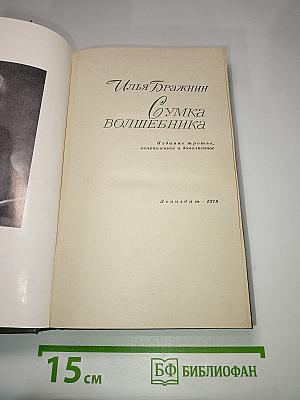 Илья Бражнин
Сумка
волшебника
Издание третье,
исправленное и дополненное
Лениздат · 1978
15 см
БФ БИБЛИОФАН